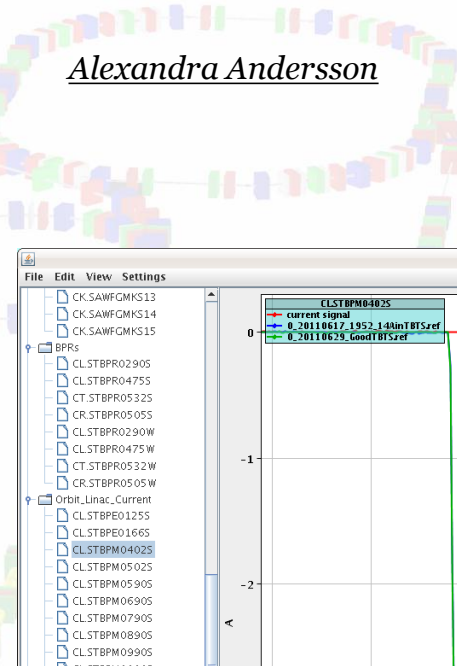 Alexandra Andersson
File Edit View Settings
CK.SAWFGMKS13
CK.SAWFGMKS14
CK.SAWFGMKS15
BPRs
CL.STBPR0290S
CL.STBPR0475S
CT.STBPR0532S
CR.STBPR0505S
CL.STBPR0290W
CL.STBPR0475W
CT.STBPR0532W
CR.STBPR0505W
Orbit_Linac_Current
CL.STBPE0125S
CL.STBPE0166S
CL.STBPM0402S
CL.STBPM0502S
CL.STBPM0590S
CL.STBPM0690S
CL.STBPM0790S
CL.STBPM0890S
CL.STBPM0990S
CLSTBPM0402S
current signal
0_20110617_1952_14AinTBTS.ref
0_20110629_GoodTBTS.ref
0
-1
-2
A